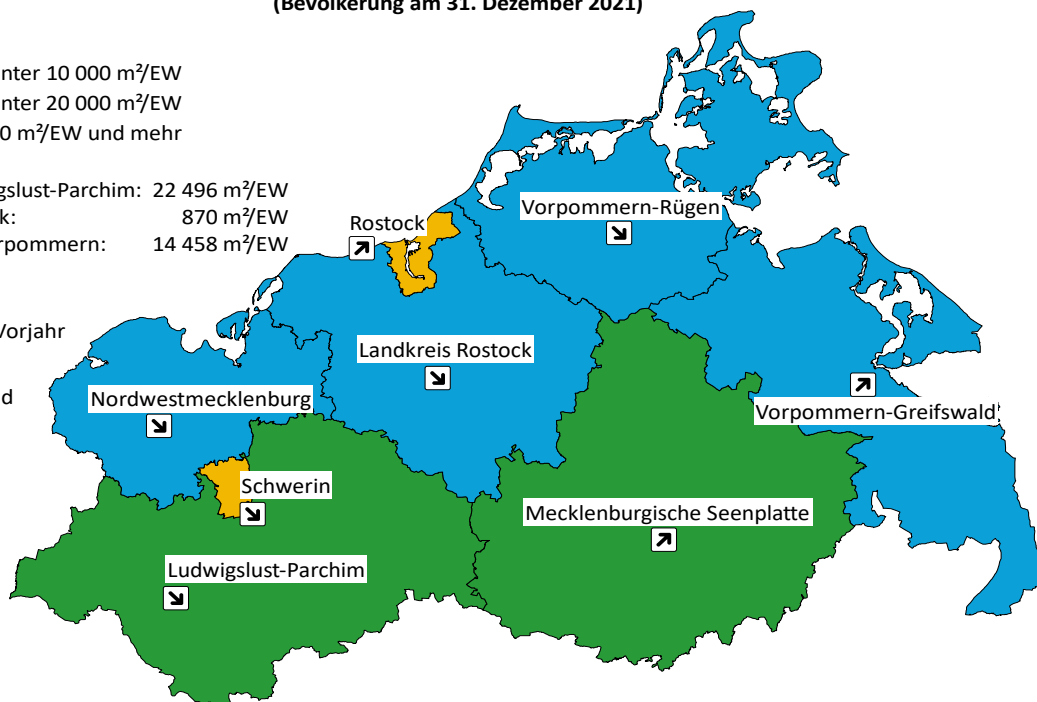 (Bevölkerung am 31. Dezember 2021)
nter 10 000 m²/EW
nter 20 000 m²/EW
0 m²/EW und mehr
gslust-Parchim: 22 496 m²/EW
k: 870 m²/EW
rpommern: 14 458 m²/EW
Vorpommern-Rügen
Rostock
Vorjahr
Landkreis Rostock
d
Nordwestmecklenburg
Vorpommern-Greifswald
Schwerin
Mecklenburgische Seenplatte
Ludwigslust-Parchim